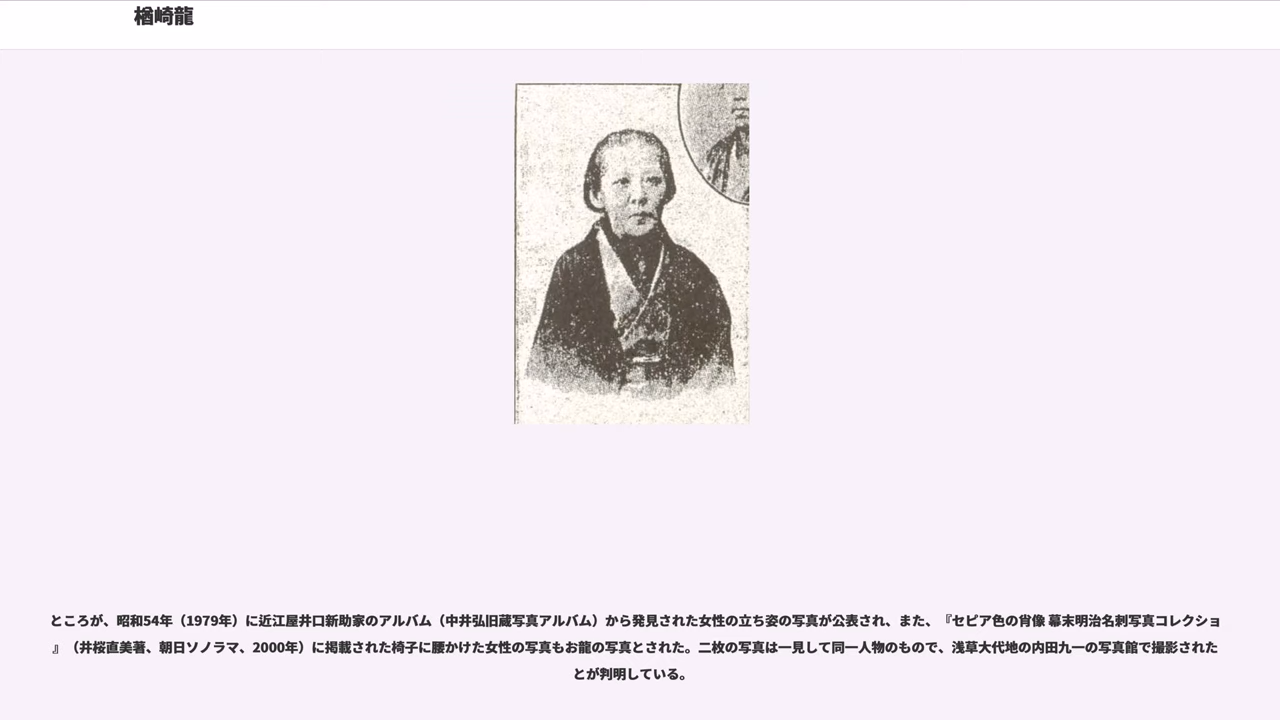 楢崎龍
ところが、昭和54年（1979年）に近江屋井口新助家のアルバム（中井弘旧蔵写真アルバム）から発見された女性の立ち姿の写真が公表され、また、『セピア色の肖像 幕末明治名刺写真コレクショ
』（井桜直美著、朝日ソノラマ、2000年）に掲載された椅子に腰かけた女性の写真もお龍の写真とされた。二枚の写真は一見して同一人物のもので、浅草大代地の内田九一の写真館で撮影された
とが判明している。